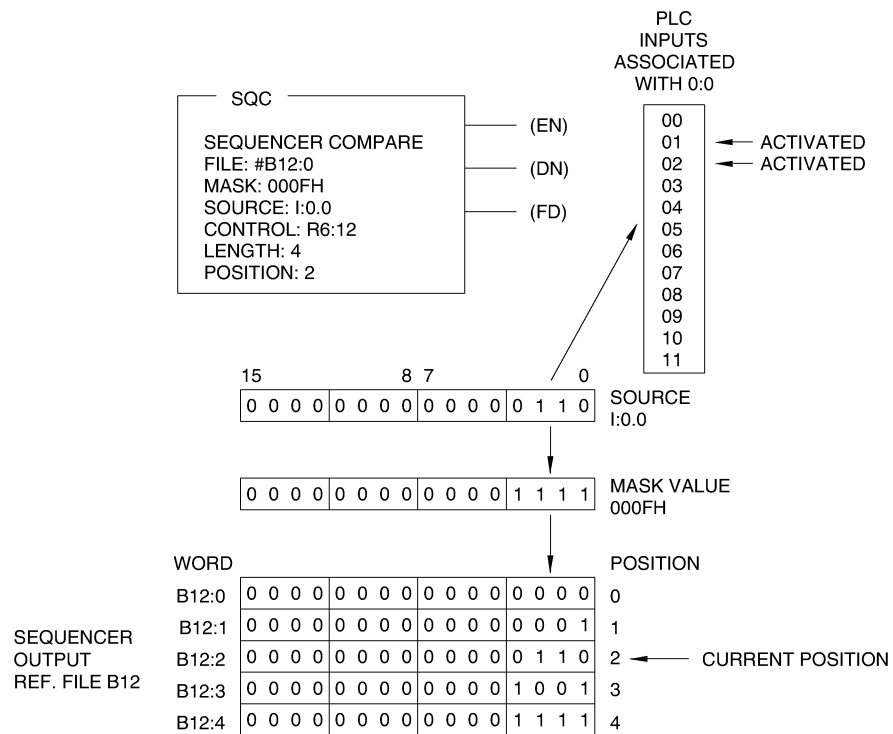 PLC
INPUTS
ASSOCIATED
WITH 0:0
SQC
SEQUENCER COMPARE
FILE: #B12:0
MASK: 000FH
SOURCE: I:0.0
CONTROL: R6:12
LENGTH: 4
POSITION: 2
(EN)
(DN)
(FD)
00
01
02
03
04
05
06
07
08
09
10
11
ACTIVATED
ACTIVATED
15 8 7 0
0 0 0 0 0 0 0 0 0 0 0 0 0 1 1 0
SOURCE
I:0.0
0 0 0 0 0 0 0 0 0 0 0 0 1 1 1 1
MASK VALUE
000FH
WORD POSITION
B12:0 0 0 0 0 0 0 0 0 0 0 0 0 0 0 0 0 0
B12:1 0 0 0 0 0 0 0 0 0 0 0 0 0 0 0 1 1
B12:2 0 0 0 0 0 0 0 0 0 0 0 0 0 1 1 0 2 CURRENT POSITION
B12:3 0 0 0 0 0 0 0 0 0 0 0 0 1 0 0 1 3
B12:4 0 0 0 0 0 0 0 0 0 0 0 0 1 1 1 1 4
SEQUENCER
OUTPUT
REF. FILE B12